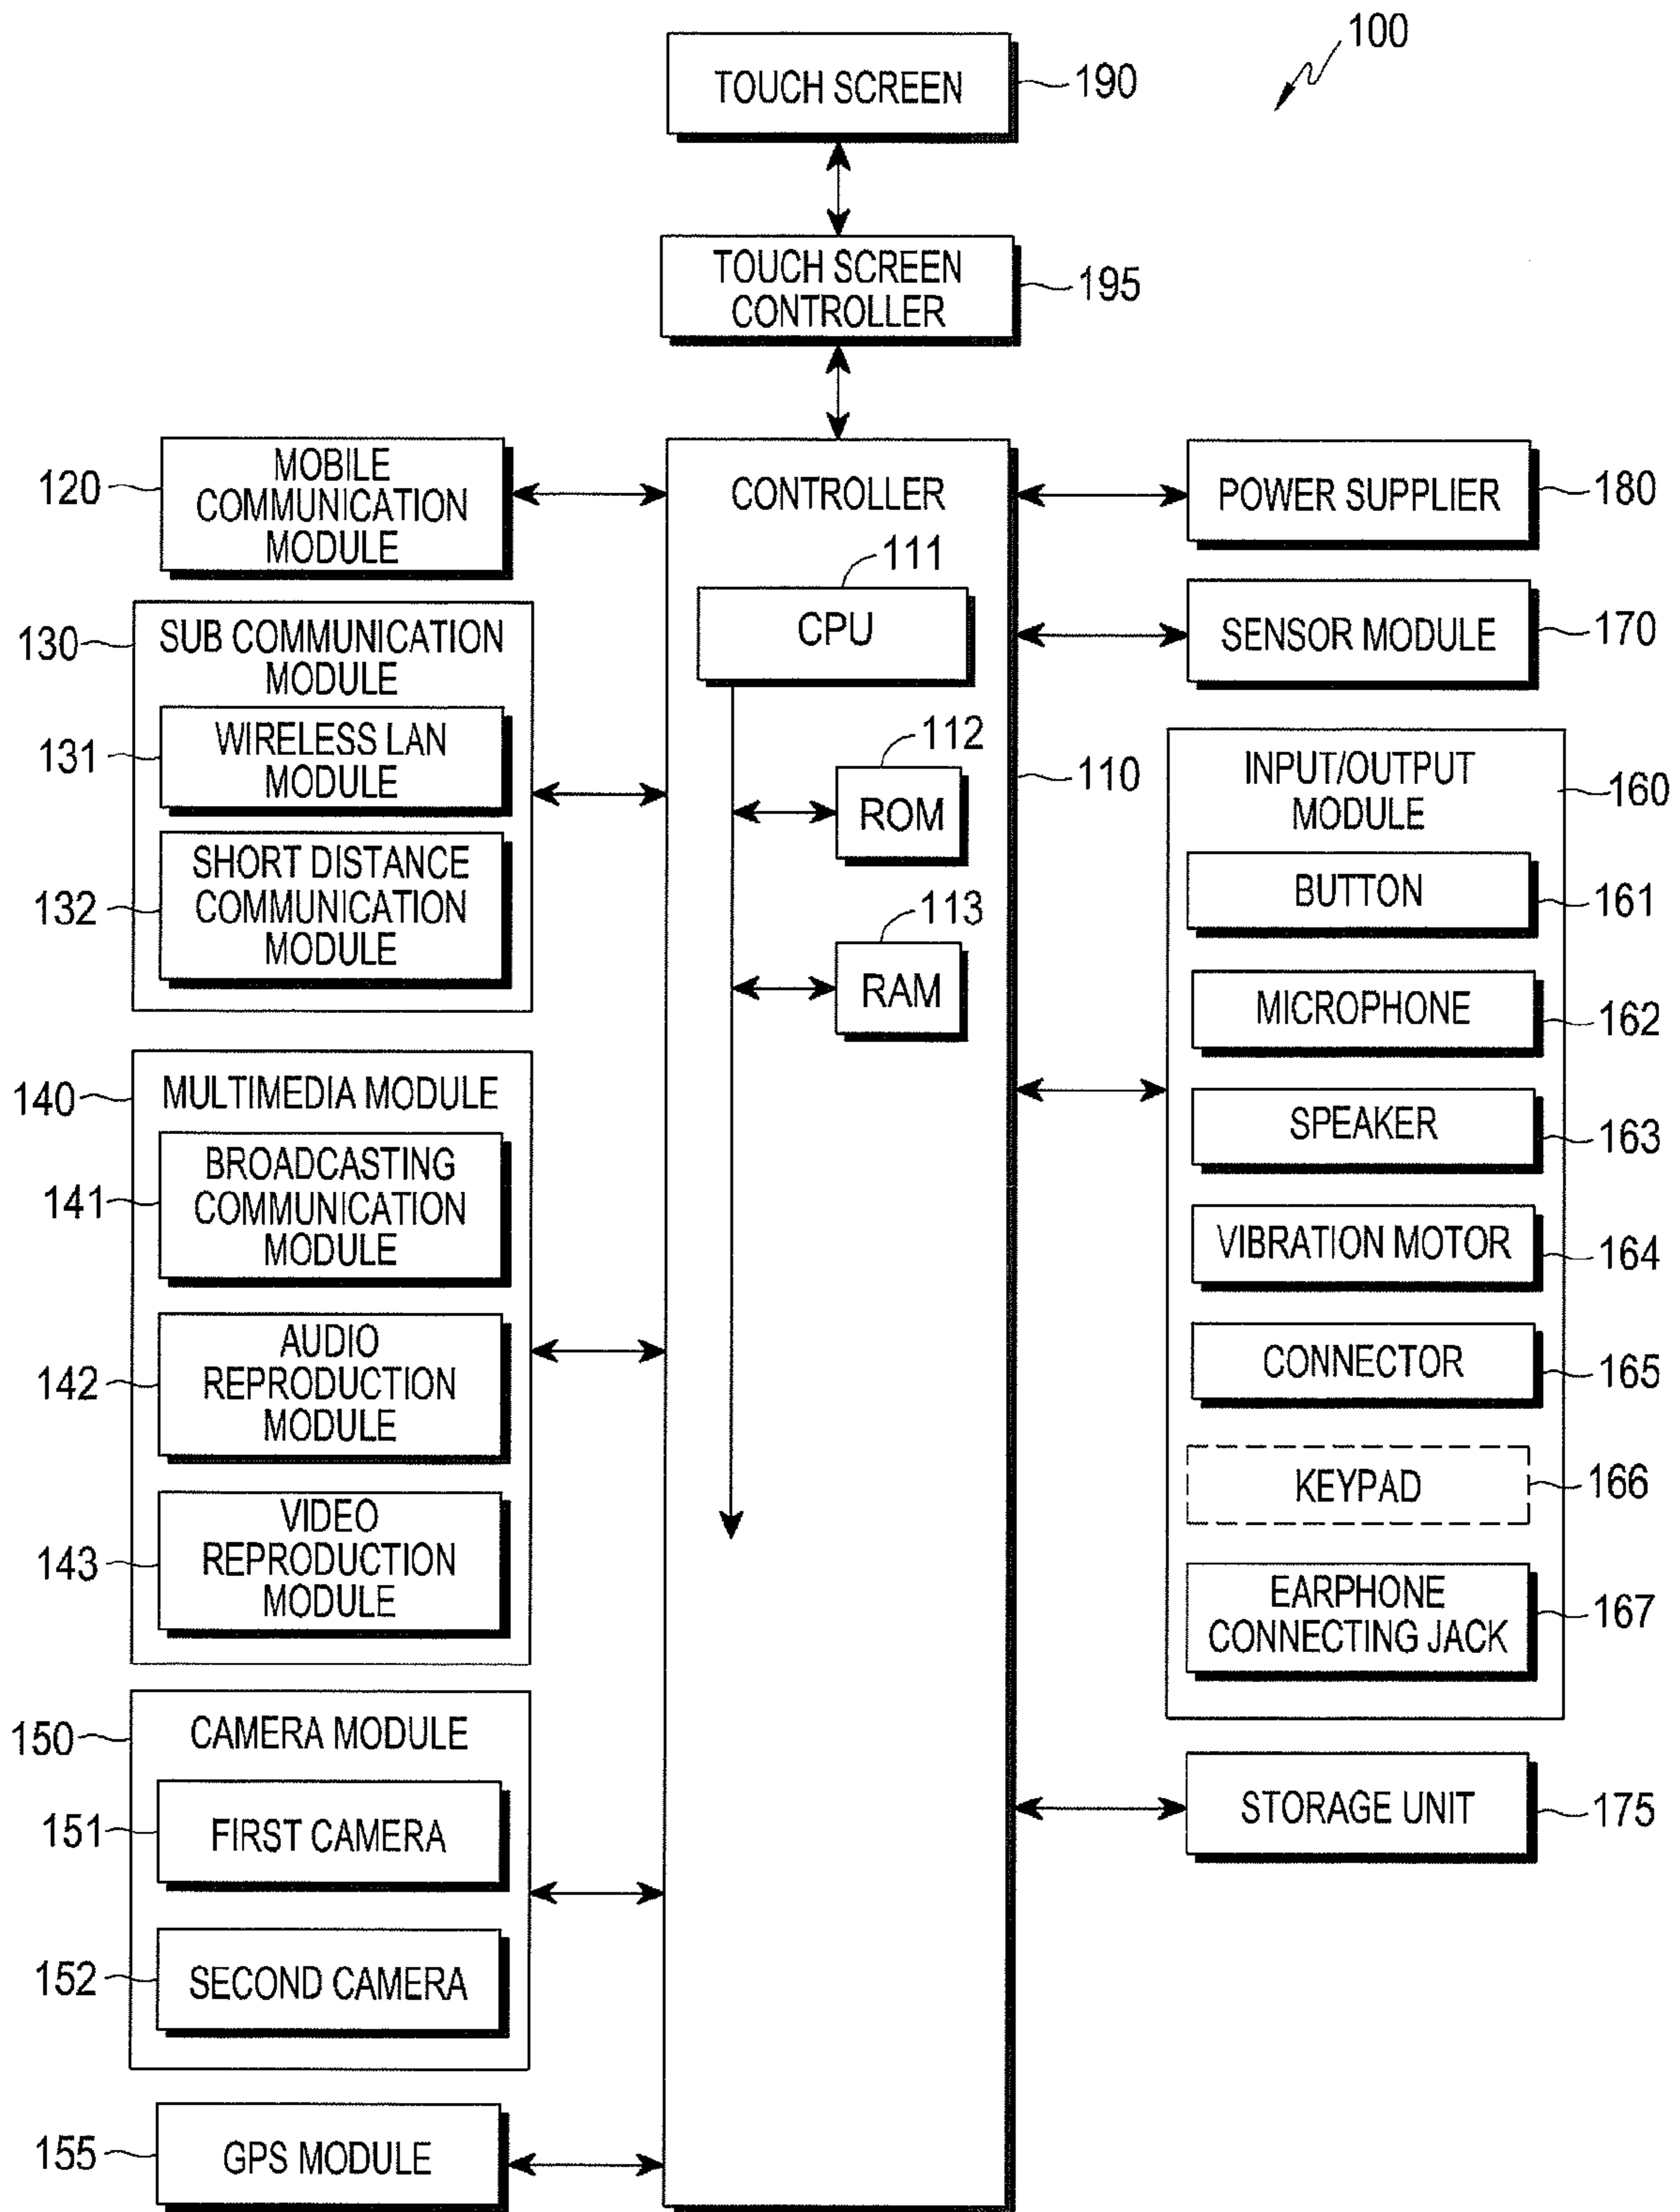 100
TOUCH SCREEN
190
TOUCH SCREEN
CONTROLLER
195
120
MOBILE
COMMUNICATION
MODULE
130
SUB COMMUNICATION
MODULE
131
WIRELESS LAN
MODULE
132
SHORT DISTANCE
COMMUNICATION
MODULE
140
MULTIMEDIA MODULE
141
BROADCASTING
COMMUNICATION
MODULE
142
AUDIO
REPRODUCTION
MODULE
143
VIDEO
REPRODUCTION
MODULE
150
CAMERA MODULE
151
FIRST CAMERA
152
SECOND CAMERA
155
GPS MODULE
CONTROLLER
111
CPU
112
ROM
113
RAM
110
POWER SUPPLIER
180
SENSOR MODULE
170
INPUT/OUTPUT
MODULE
160
BUTTON
161
MICROPHONE
162
SPEAKER
163
VIBRATION MOTOR
164
CONNECTOR
165
KEYPAD
166
EARPHONE
CONNECTING JACK
167
STORAGE UNIT
175